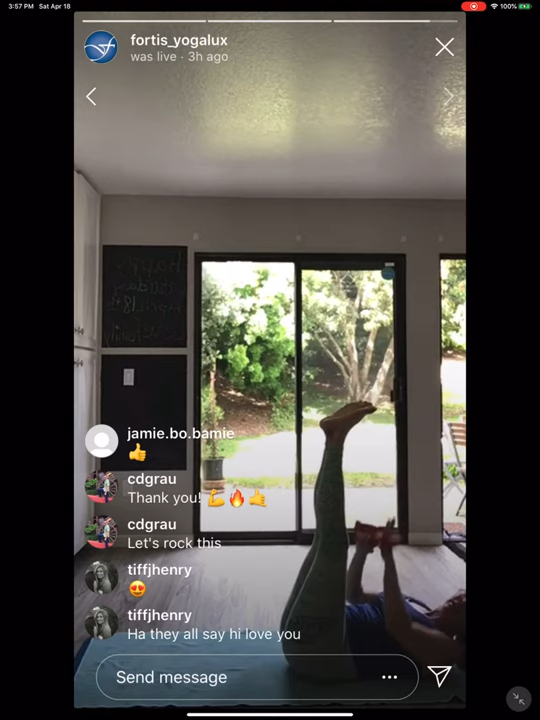 3:57 PM Sat Apr 18
100%
fortis_yogalux
was live · 3h ago
jamie.bo.bamie
👍
cdgrau
Thank you! 💪🔥🤙
cdgrau
Let's rock this
tiffjhenry
😍
tiffjhenry
Ha they all say hi love you
Send message